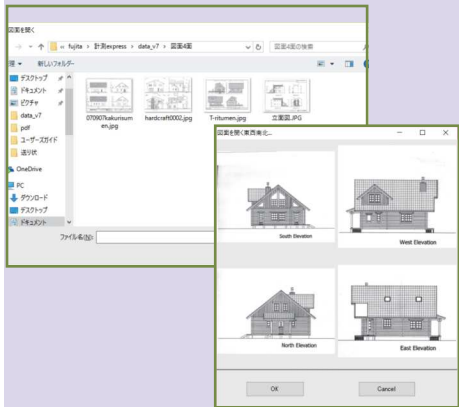 図面を開く
« fujita › 計測express › data_v7 › 図面4面
図面4面の検索
新しいフォルダー
デスクトップ
ドキュメント
ピクチャ
data_v7
pdf
ユーザーズガイド
送り状
OneDrive
PC
ダウンロード
デスクトップ
ドキュメント
070907kakurisum
en.jpg
hardcraft0002.jpg
T-ritumen.jpg
立面図.JPG
ファイル名(N):
図面を開く(東西南北...
South Elevation
West Elevation
North Elevation
East Elevation
OK
Cancel